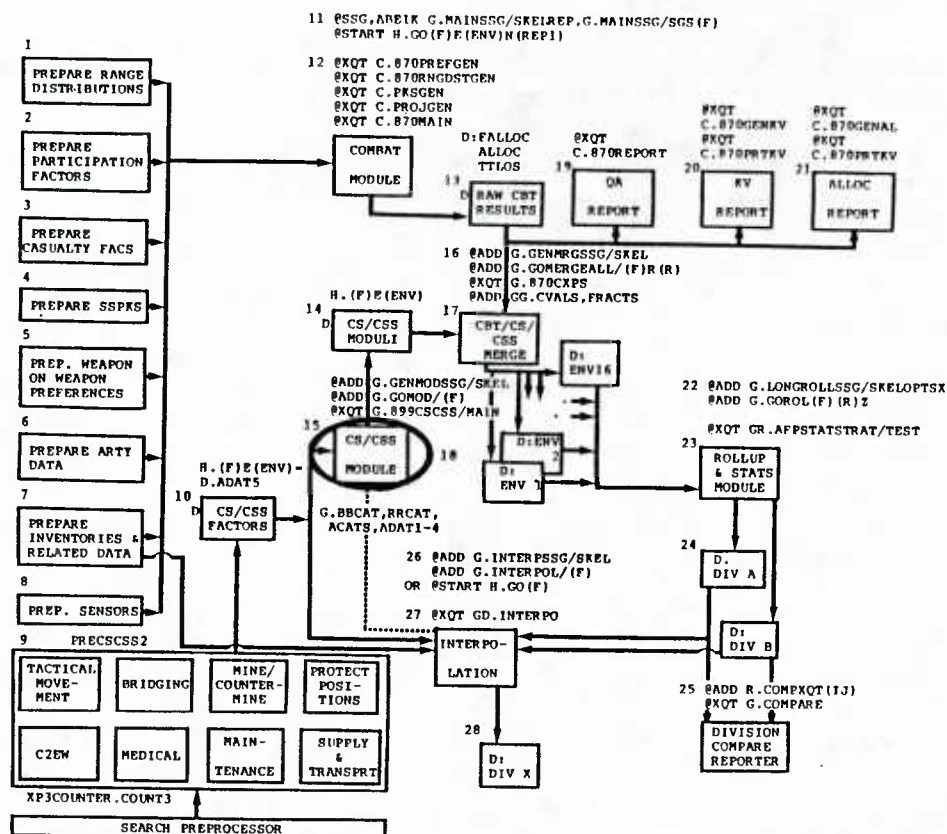 11 @SSG,AREIK G.MAINSSG/SKELREP,G.MAINSSG/SGS(F)
@START H.GO(F)E(ENV)N(REP1)
12 @XQT C.870PREFGEN
@XQT C.870RNGDSTGEN
@XQT C.PKSGEN
@XQT C.PROJGEN
@XQT C.870MAIN
1
PREPARE RANGE
DISTRIBUTIONS
2
PREPARE
PARTICIPATION
FACTORS
3
PREPARE
CASUALTY FACS
4
PREPARE SSPKS
5
PREP. WEAPON
ON WEAPON
PREFERENCES
6
PREPARE ARTY
DATA
7
PREPARE
INVENTORIES &
RELATED DATA
8
PREP. SENSORS
9
PRECSCSS2
TACTICAL
MOVE-
MENT
BRIDGING
MINE/
COUNTER-
MINE
PROTECT
POSI-
TIONS
C2EW
MEDICAL
MAIN-
TENANCE
SUPPLY
&
TRANSPRT
XP3COUNTER.COUNT3
SEARCH PREPROCESSOR
COMBAT
MODULE
D:FALLOC
ALLOC
TTLOS
13
D
RAW CBT
RESULTS
@XQT
C.870REPORT
19
QA
REPORT
@XQT
C.870GENKV
@XQT
C.870PRTKV
20
KV
REPORT
@XQT
C.870GENAL
@XQT
C.870PRTKV
21
ALLOC
REPORT
16 @ADD G.GENMRGSSG/SKEL
@ADD G.GOMERGEALL/(F)R(R)
@XQT G.870CXPS
@ADD GG.CVALS,FRACTS
H.(F)E(ENV)
14
D
CS/CSS
MODULI
17
CBT/CS/
CSS
MERGE
D:
ENV16
@ADD G.GENMODSSG/SKEL
@ADD G.GOMOD/(F)
@XQT G.899CSCSS/MAIN
15
CS/CSS
MODULE
18
D:ENV
2
D:
ENV 1
22 @ADD G.LONGROLLSSG/SKELOPTSX
@ADD G.GOROL(F)(R)Z
@XQT GR.AFPSTATSTRAT/TEST
23
ROLLUP
& STATS
MODULE
H.(F)E(ENV)-
D.ADAT5
10
D
CS/CSS
FACTORS
G.BBCAT,RRCAT,
ACATS,ADAT1-4
26 @ADD G.INTERPSSG/SKEL
@ADD G.INTERPOL/(F)
OR @START H.GO(F)
27 @XQT GD.INTERPO
INTERPO-
LATION
24
D.
DIV A
D:
DIV B
25 @ADD R.COMPXQT(IJ)
@XQT G.COMPARE
DIVISION
COMPARE
REPORTER
28
D:
DIV X